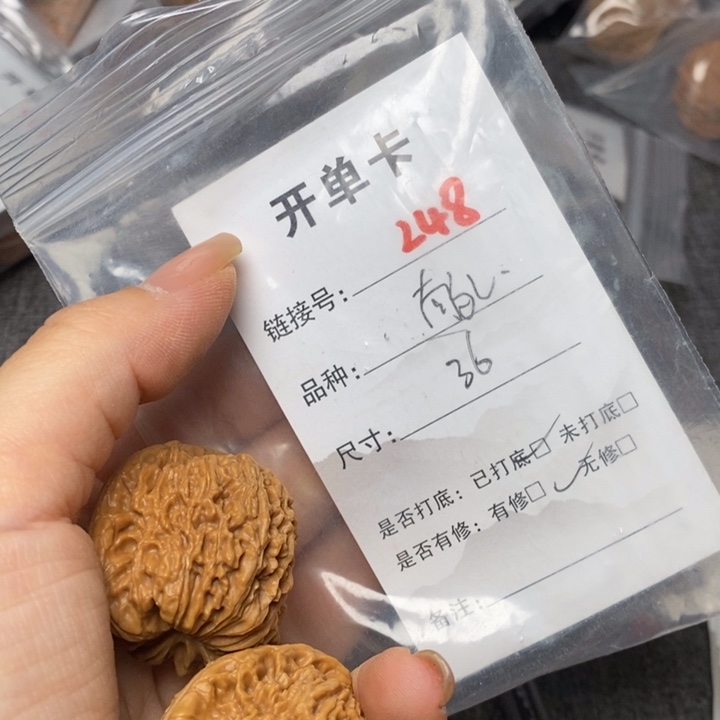 开单卡
链接号: 248
品种:
尺寸: 36
是否打底: 已打底☑ 未打底□
是否有修: 有修□ ✓无修□
备注: